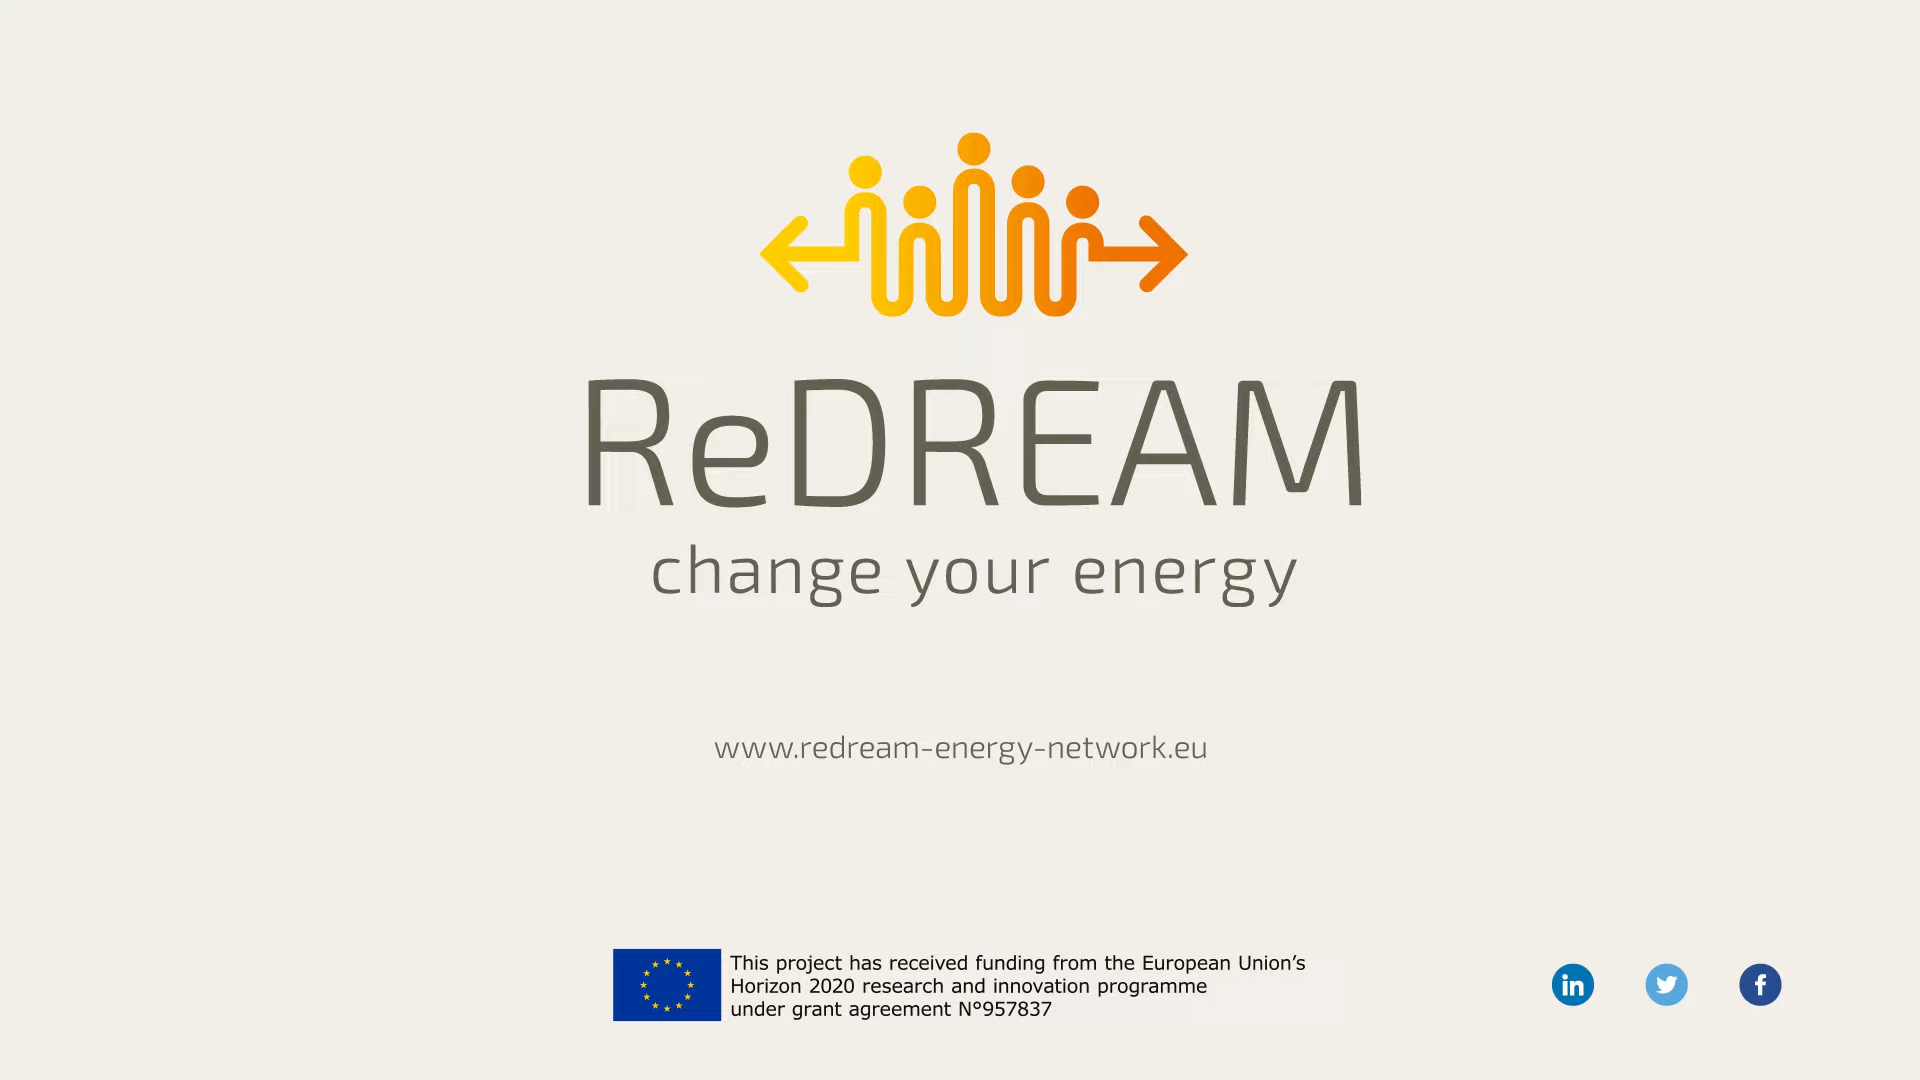 ReDREAM
change your energy
www.redream-energy-network.eu
This project has received funding from the European Union’s
Horizon 2020 research and innovation programme
under grant agreement N°957837
in
f